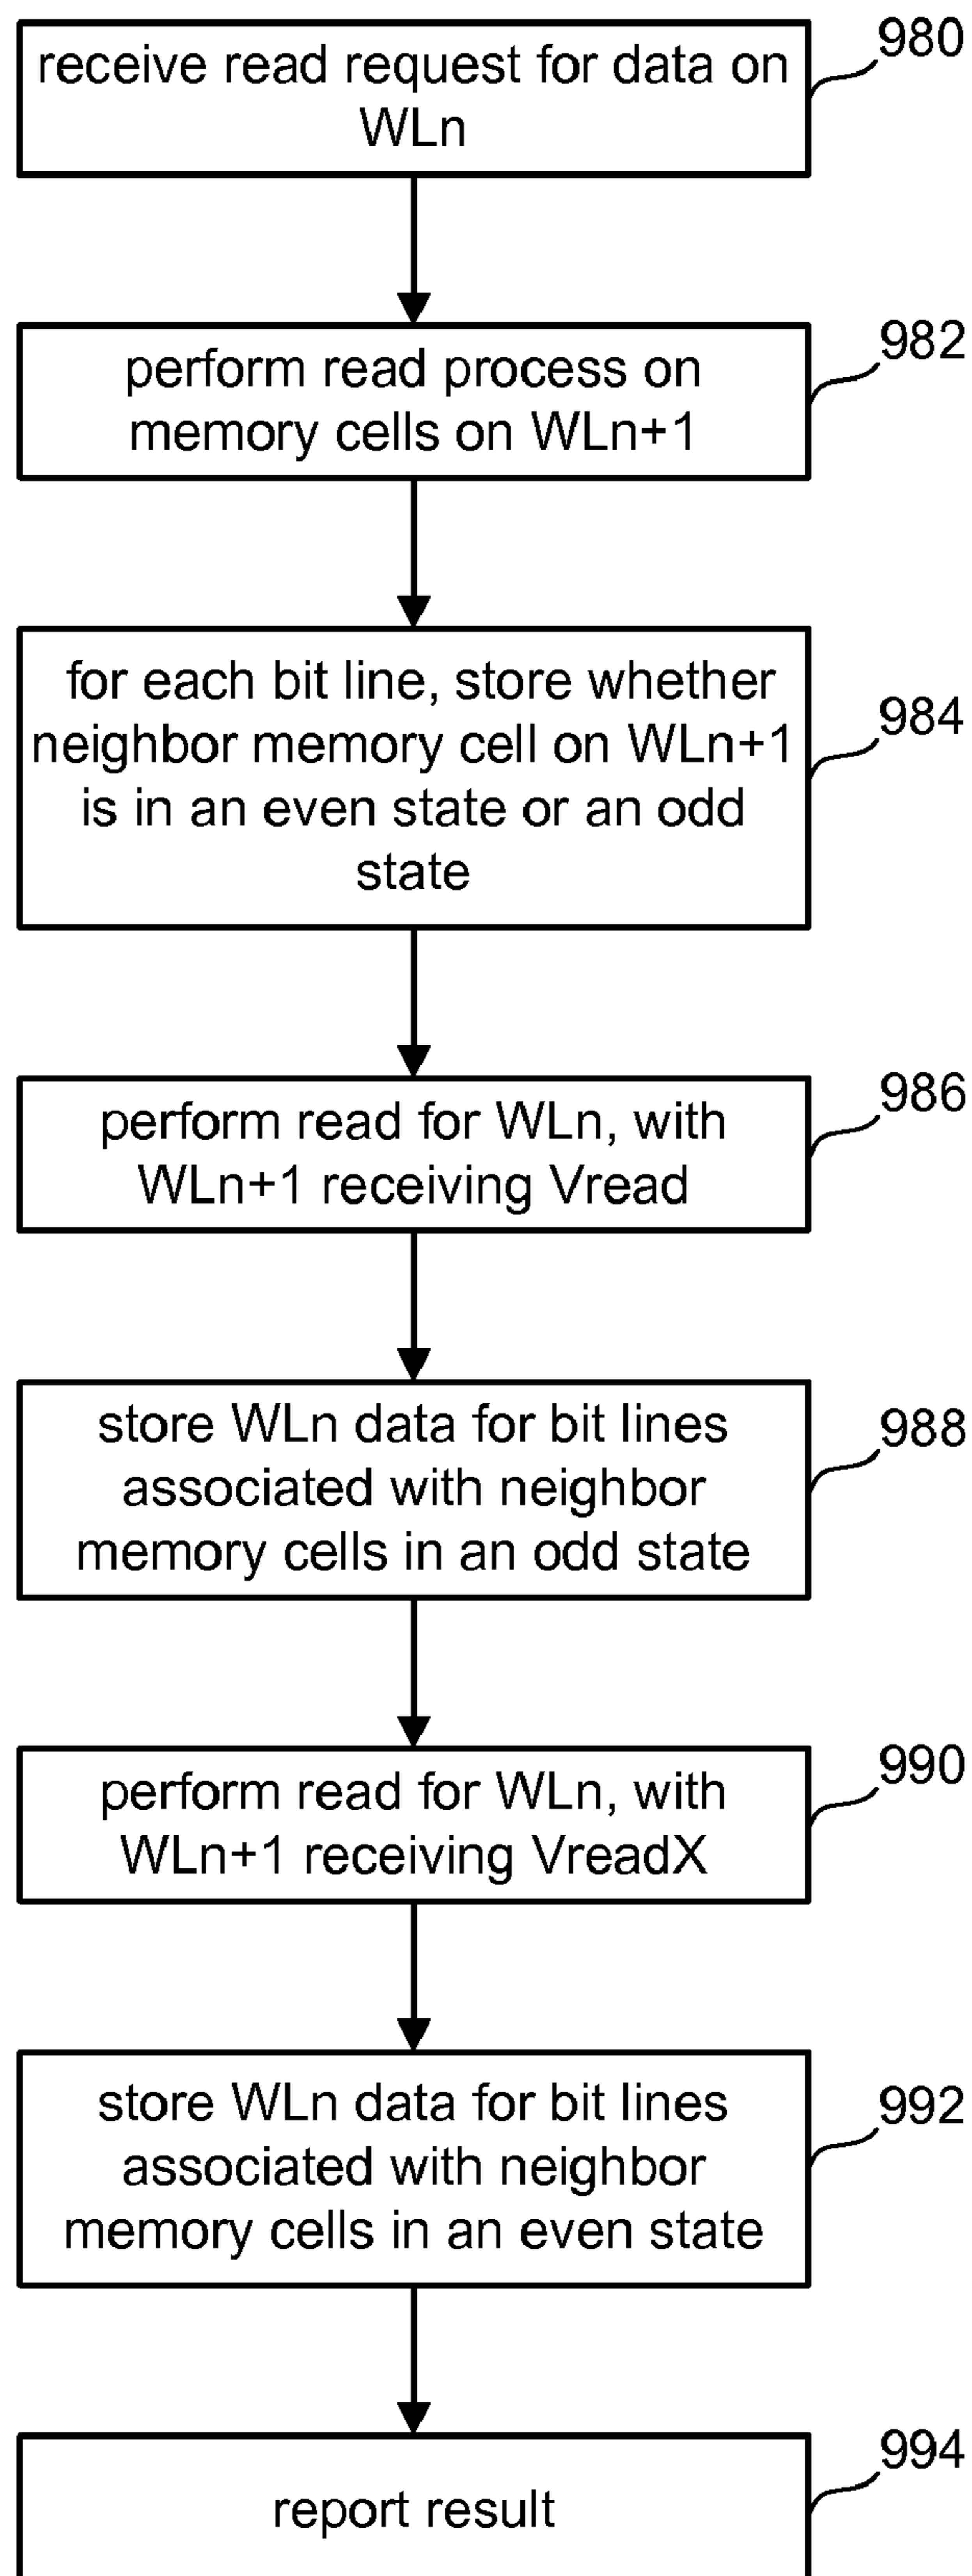 receive read request for data on
WLn
980
perform read process on
memory cells on WLn+1
982
for each bit line, store whether
neighbor memory cell on WLn+1
is in an even state or an odd
state
984
perform read for WLn, with
WLn+1 receiving Vread
986
store WLn data for bit lines
associated with neighbor
memory cells in an odd state
988
perform read for WLn, with
WLn+1 receiving VreadX
990
store WLn data for bit lines
associated with neighbor
memory cells in an even state
992
report result
994